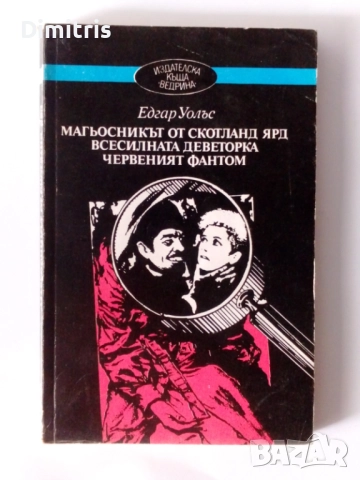 Dimitris
ИЗДАТЕЛСКА
КЪЩА
"ВЕДРИНА"
Едгар Уолъс
МАГЬОСНИКЪТ ОТ СКОТЛАНД ЯРД
ВСЕСИЛНАТА ДЕВЕТОРКА
ЧЕРВЕНИЯТ ФАНТОМ
BAZAR